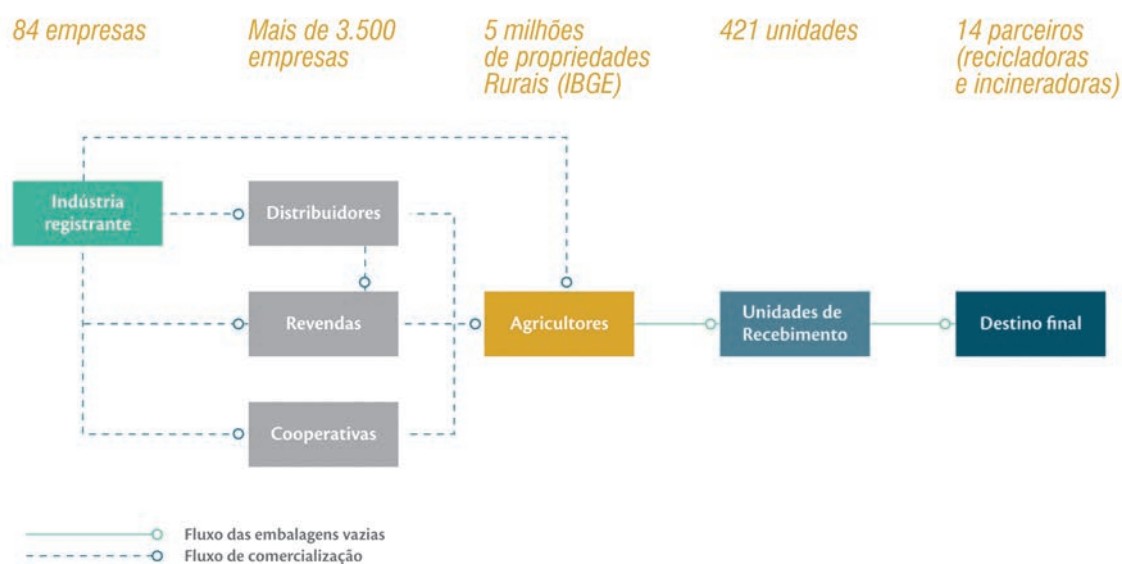 84 empresas
Mais de 3.500
empresas
5 milhões
de propriedades
Rurais (IBGE)
421 unidades
14 parceiros
(recicladoras
e incineradoras)
Indústria
registrante
Distribuidores
Revendas
Cooperativas
Agricultores
Unidades de
Recebimento
Destino final
Fluxo das embalagens vazias
Fluxo de comercialização